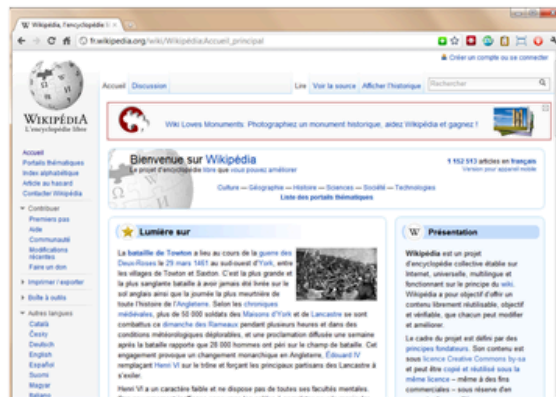 Wikipédia, l'encyclopédie li
fr.wikipedia.org/wiki/Wikipédia:Accueil_principal
Créer un compte ou se connecter
Accueil Discussion Lire Voir la source Afficher l'historique Rechercher
WIKIPÉDIA
L'encyclopédie libre
Wiki Loves Monuments: Photographiez un monument historique, aidez Wikipédia et gagnez !
Accueil
Portails thématiques
Index alphabétique
Article au hasard
Contacter Wikipédia
Contribuer
Premiers pas
Aide
Communauté
Modifications
récentes
Faire un don
Imprimer / exporter
Boîte à outils
Autres langues
Català
Česky
Deutsch
English
Español
Suomi
Magyar
Italiano
Bienvenue sur Wikipédia
Le projet d'encyclopédie libre que vous pouvez améliorer
1 152 513 articles en français
Version pour appareil mobile
Culture — Géographie — Histoire — Sciences — Société — Technologies
Liste des portails thématiques
Lumière sur
La bataille de Towton a lieu au cours de la guerre des
Deux-Roses le 29 mars 1461 au sud-ouest d'York, entre
les villages de Towton et Saxton. C'est la plus grande et
la plus sanglante bataille à avoir jamais été livrée sur le
sol anglais ainsi que la journée la plus meurtrière de
toute l'histoire de l'Angleterre. Selon les chroniques
médiévales, plus de 50 000 soldats des Maisons d'York et de Lancastre se sont
combattus ce dimanche des Rameaux pendant plusieurs heures et dans des
conditions météorologiques déplorables, et une proclamation diffusée une semaine
après la bataille rapporte que 28 000 hommes ont péri sur le champ de bataille. Cet
engagement provoque un changement monarchique en Angleterre, Édouard IV
remplaçant Henri VI sur le trône et forçant les principaux partisans des Lancastre à
s'exiler.
Henri VI a un caractère faible et ne dispose pas de toutes ses facultés mentales.
Présentation
Wikipédia est un projet
d'encyclopédie collective établie sur
Internet, universelle, multilingue et
fonctionnant sur le principe du wiki.
Wikipédia a pour objectif d'offrir un
contenu librement réutilisable, objectif
et vérifiable, que chacun peut modifier
et améliorer.
Le cadre du projet est défini par des
principes fondateurs. Son contenu est
sous licence Creative Commons by-sa
et peut être copié et réutilisé sous la
même licence – même à des fins
commerciales – sous réserve d'en